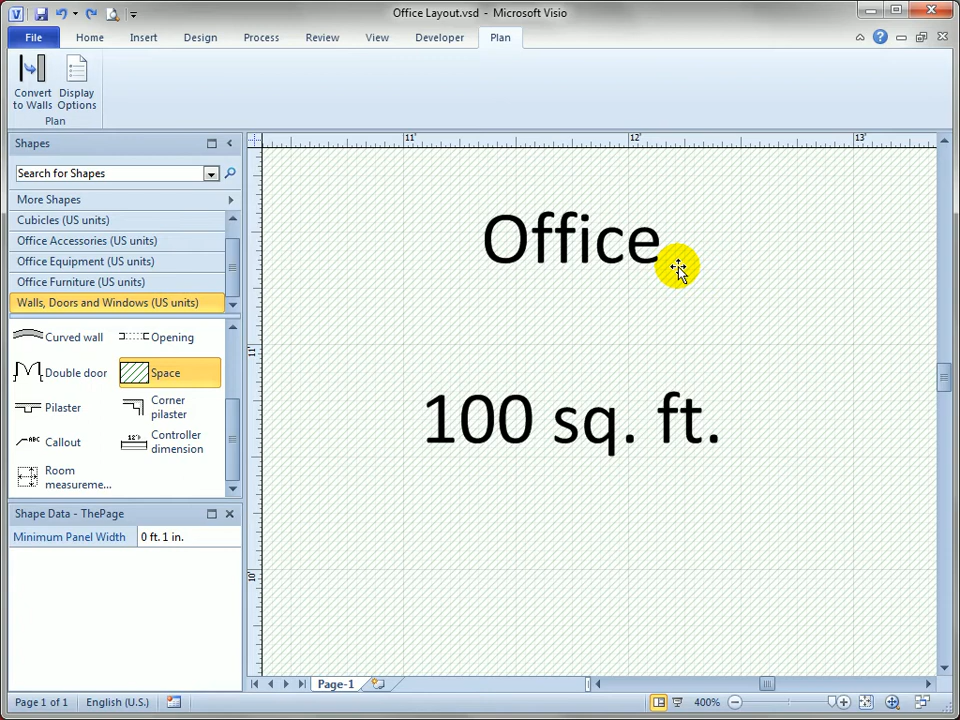 Office Layout.vsd - Microsoft Visio
File Home Insert Design Process Review View Developer Plan
Convert to Walls
Display Options
Plan
Shapes
Search for Shapes
More Shapes
Cubicles (US units)
Office Accessories (US units)
Office Equipment (US units)
Office Furniture (US units)
Walls, Doors and Windows (US units)
Curved wall Opening
Double door Space
Pilaster Corner pilaster
ABC Callout 12'x Controller dimension
Room measureme...
Shape Data - ThePage
Minimum Panel Width 0 ft. 1 in.
11' 12' 13'
11'
10'
Office
100 sq. ft.
Page-1
Page 1 of 1 English (U.S.) 400%